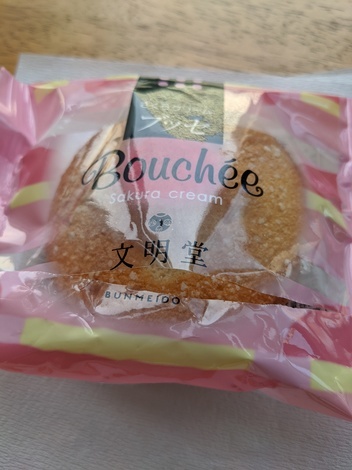 ブッセ
Bouchée
Sakura cream
文明堂
BUNMEIDO